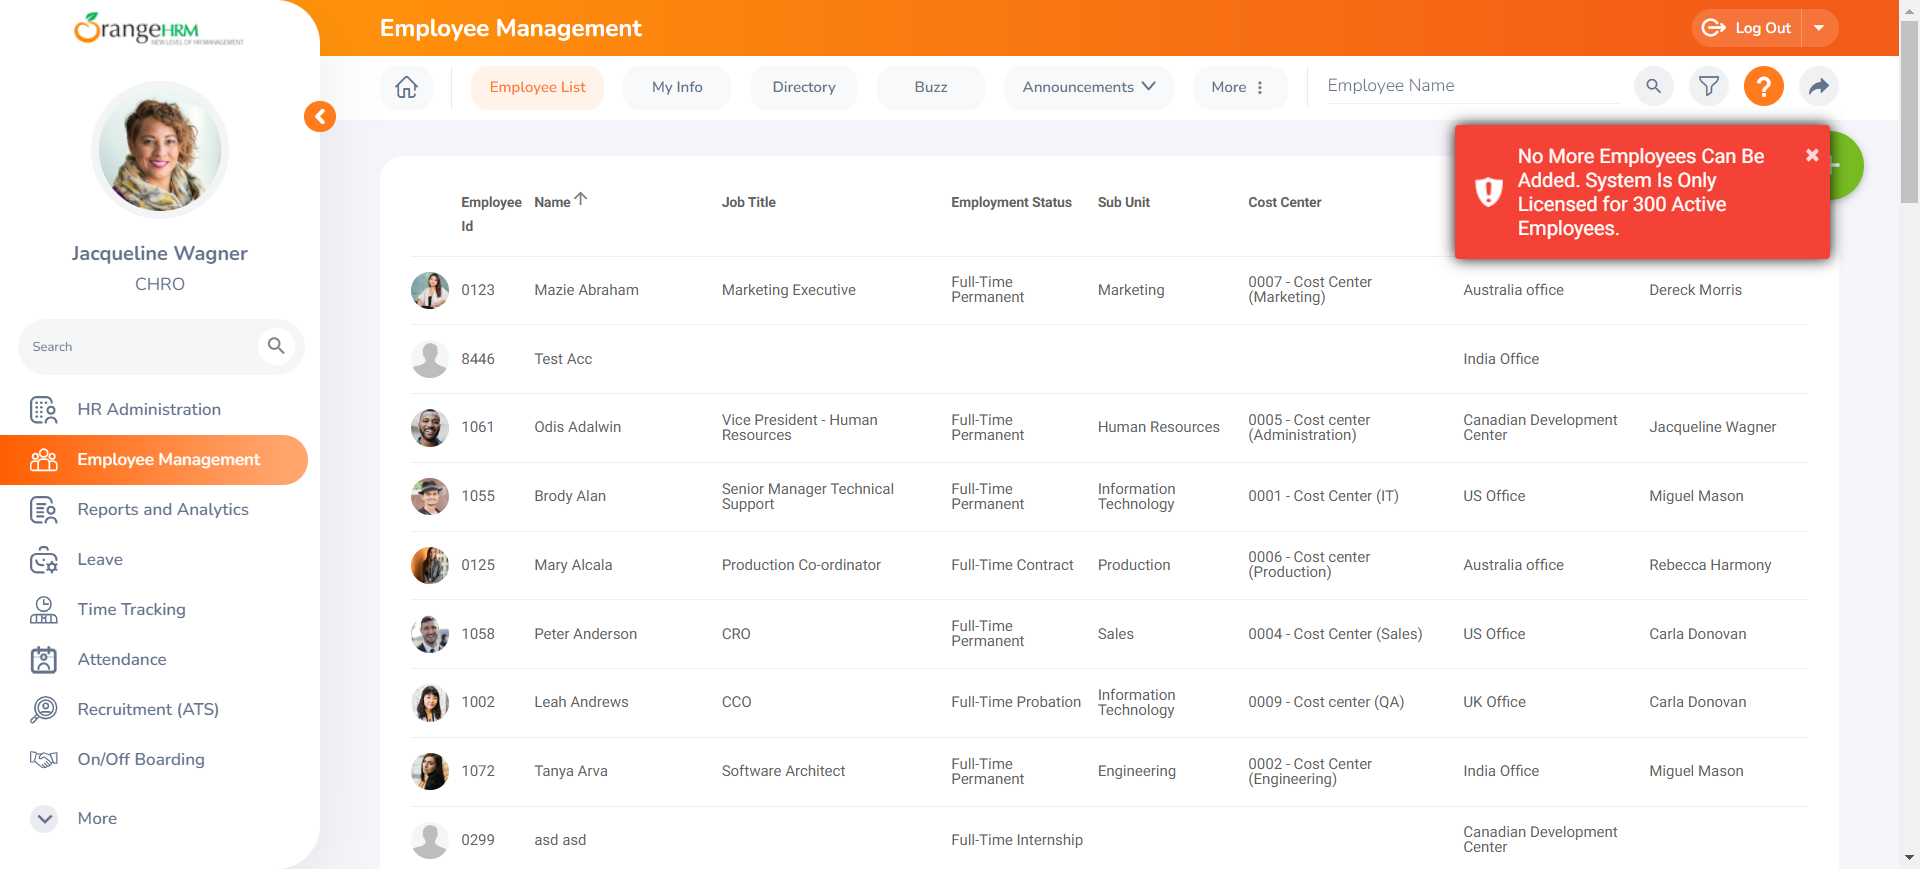 OrangeHRM
NEW LEVEL OF HR MANAGEMENT
Jacqueline Wagner
CHRO
Search
HR Administration
Employee Management
Reports and Analytics
Leave
Time Tracking
Attendance
Recruitment (ATS)
On/Off Boarding
More
Employee Management
Log Out
Employee List
My Info
Directory
Buzz
Announcements
More
Employee Name
?
No More Employees Can Be
Added. System Is Only
Licensed for 300 Active
Employees.
Employee Id Name Job Title Employment Status Sub Unit Cost Center
0123 Mazie Abraham Marketing Executive Full-Time Permanent Marketing 0007 - Cost Center (Marketing) Australia office Dereck Morris
8446 Test Acc India Office
1061 Odis Adalwin Vice President - Human Resources Full-Time Permanent Human Resources 0005 - Cost center (Administration) Canadian Development Center Jacqueline Wagner
1055 Brody Alan Senior Manager Technical Support Full-Time Permanent Information Technology 0001 - Cost Center (IT) US Office Miguel Mason
0125 Mary Alcala Production Co-ordinator Full-Time Contract Production 0006 - Cost center (Production) Australia office Rebecca Harmony
1058 Peter Anderson CRO Full-Time Permanent Sales 0004 - Cost Center (Sales) US Office Carla Donovan
1002 Leah Andrews CCO Full-Time Probation Information Technology 0009 - Cost center (QA) UK Office Carla Donovan
1072 Tanya Arva Software Architect Full-Time Permanent Engineering 0002 - Cost Center (Engineering) India Office Miguel Mason
0299 asd asd Full-Time Internship Canadian Development Center